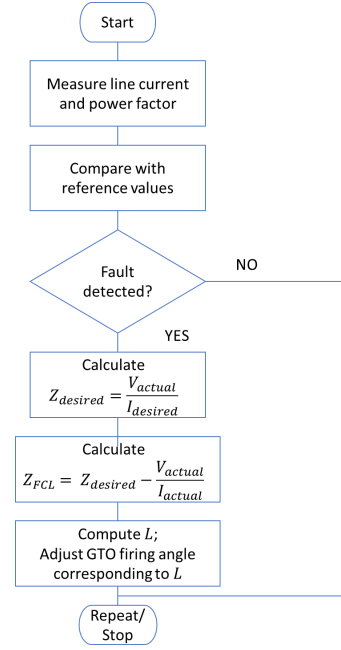 Start
Measure line current
and power factor
Compare with
reference values
Fault
detected?
NO
YES
Calculate
Z_desired = V_actual / I_desired
Calculate
Z_FCL = Z_desired − V_actual / I_actual
Compute L;
Adjust GTO firing angle
corresponding to L
Repeat/
Stop